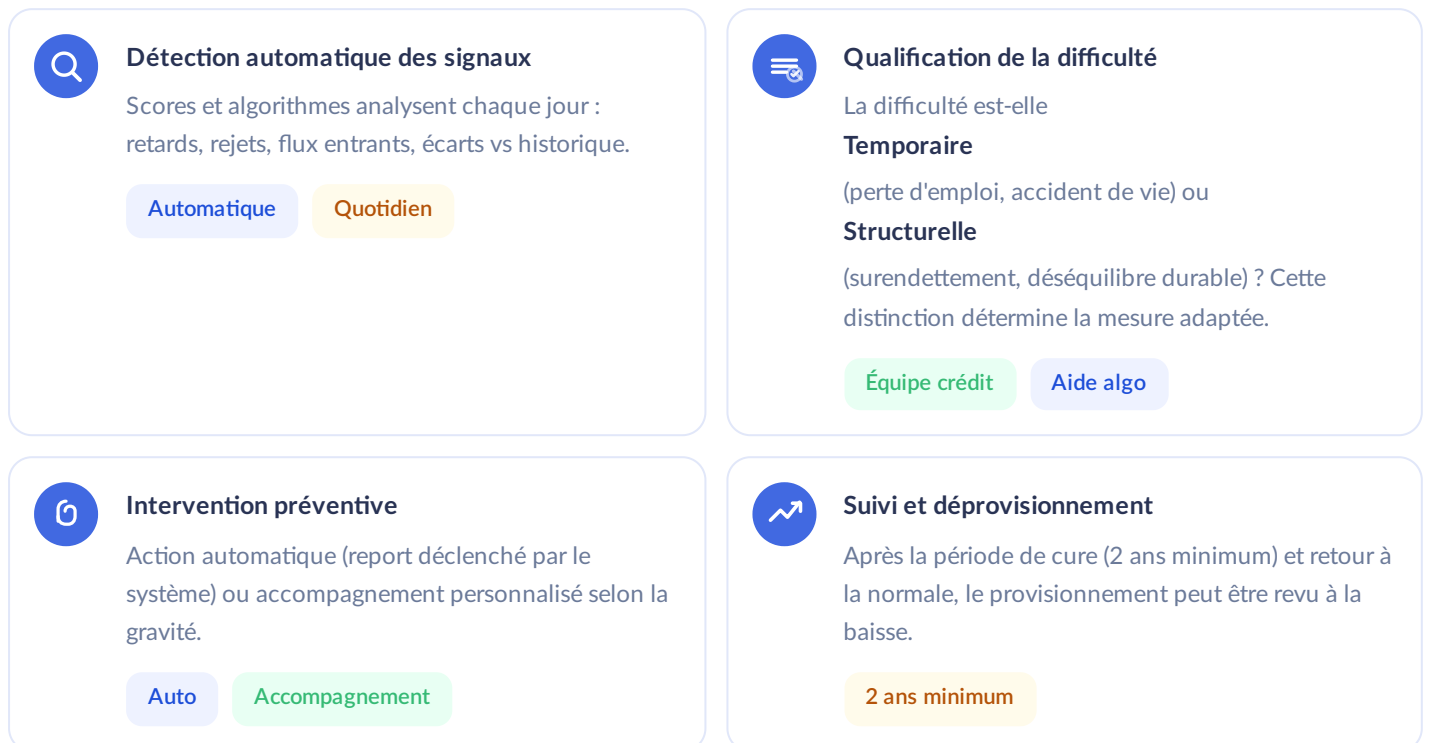 Détection automatique des signaux
Scores et algorithmes analysent chaque jour :
retards, rejets, flux entrants, écarts vs historique.
Automatique
Quotidien
Qualification de la difficulté
La difficulté est-elle
Temporaire
(perte d'emploi, accident de vie) ou
Structurelle
(surendettement, déséquilibre durable) ? Cette
distinction détermine la mesure adaptée.
Équipe crédit
Aide algo
Intervention préventive
Action automatique (report déclenché par le
système) ou accompagnement personnalisé selon la
gravité.
Auto
Accompagnement
Suivi et déprovisionnement
Après la période de cure (2 ans minimum) et retour à
la normale, le provisionnement peut être revu à la
baisse.
2 ans minimum